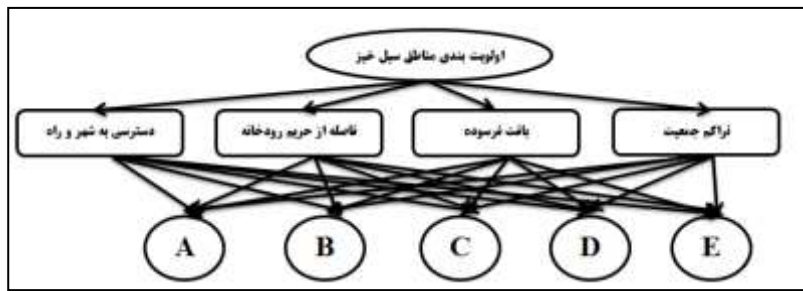 اولویت بندی مناطق سیل خیز
تراکم جمعیت
بافت فرسوده
فاصله از حریم رودخانه
دسترسی به شهر و راه
A B C D E